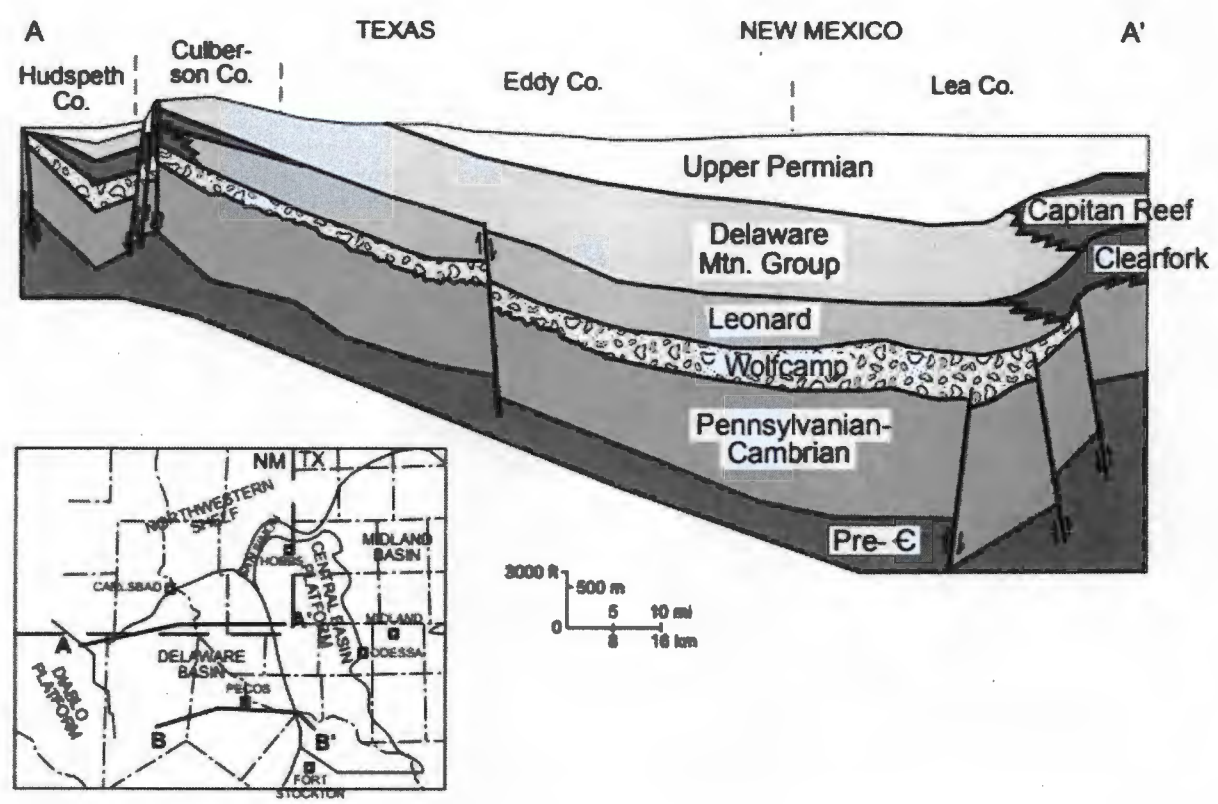 A
TEXAS
NEW MEXICO
A'
Hudspeth
Co.
Culber-
son Co.
Eddy Co.
Lea Co.
Upper Permian
Capitan Reef
Delaware
Mtn. Group
Clearfork
Leonard
Wolfcamp
Pennsylvanian-
Cambrian
Pre-Є
3000 ft
500 m
5 10 mi
0
8 16 km
NM TX
NORTHWESTERN
SHELF
MIDLAND
BASIN
HOBBS
CENTRAL BASIN
PLATFORM
CARLSBAD
A'
MIDLAND
A
DELAWARE
BASIN
ODESSA
DIABLO
PLATFORM
PECOS
B
B'
FORT
STOCKTON